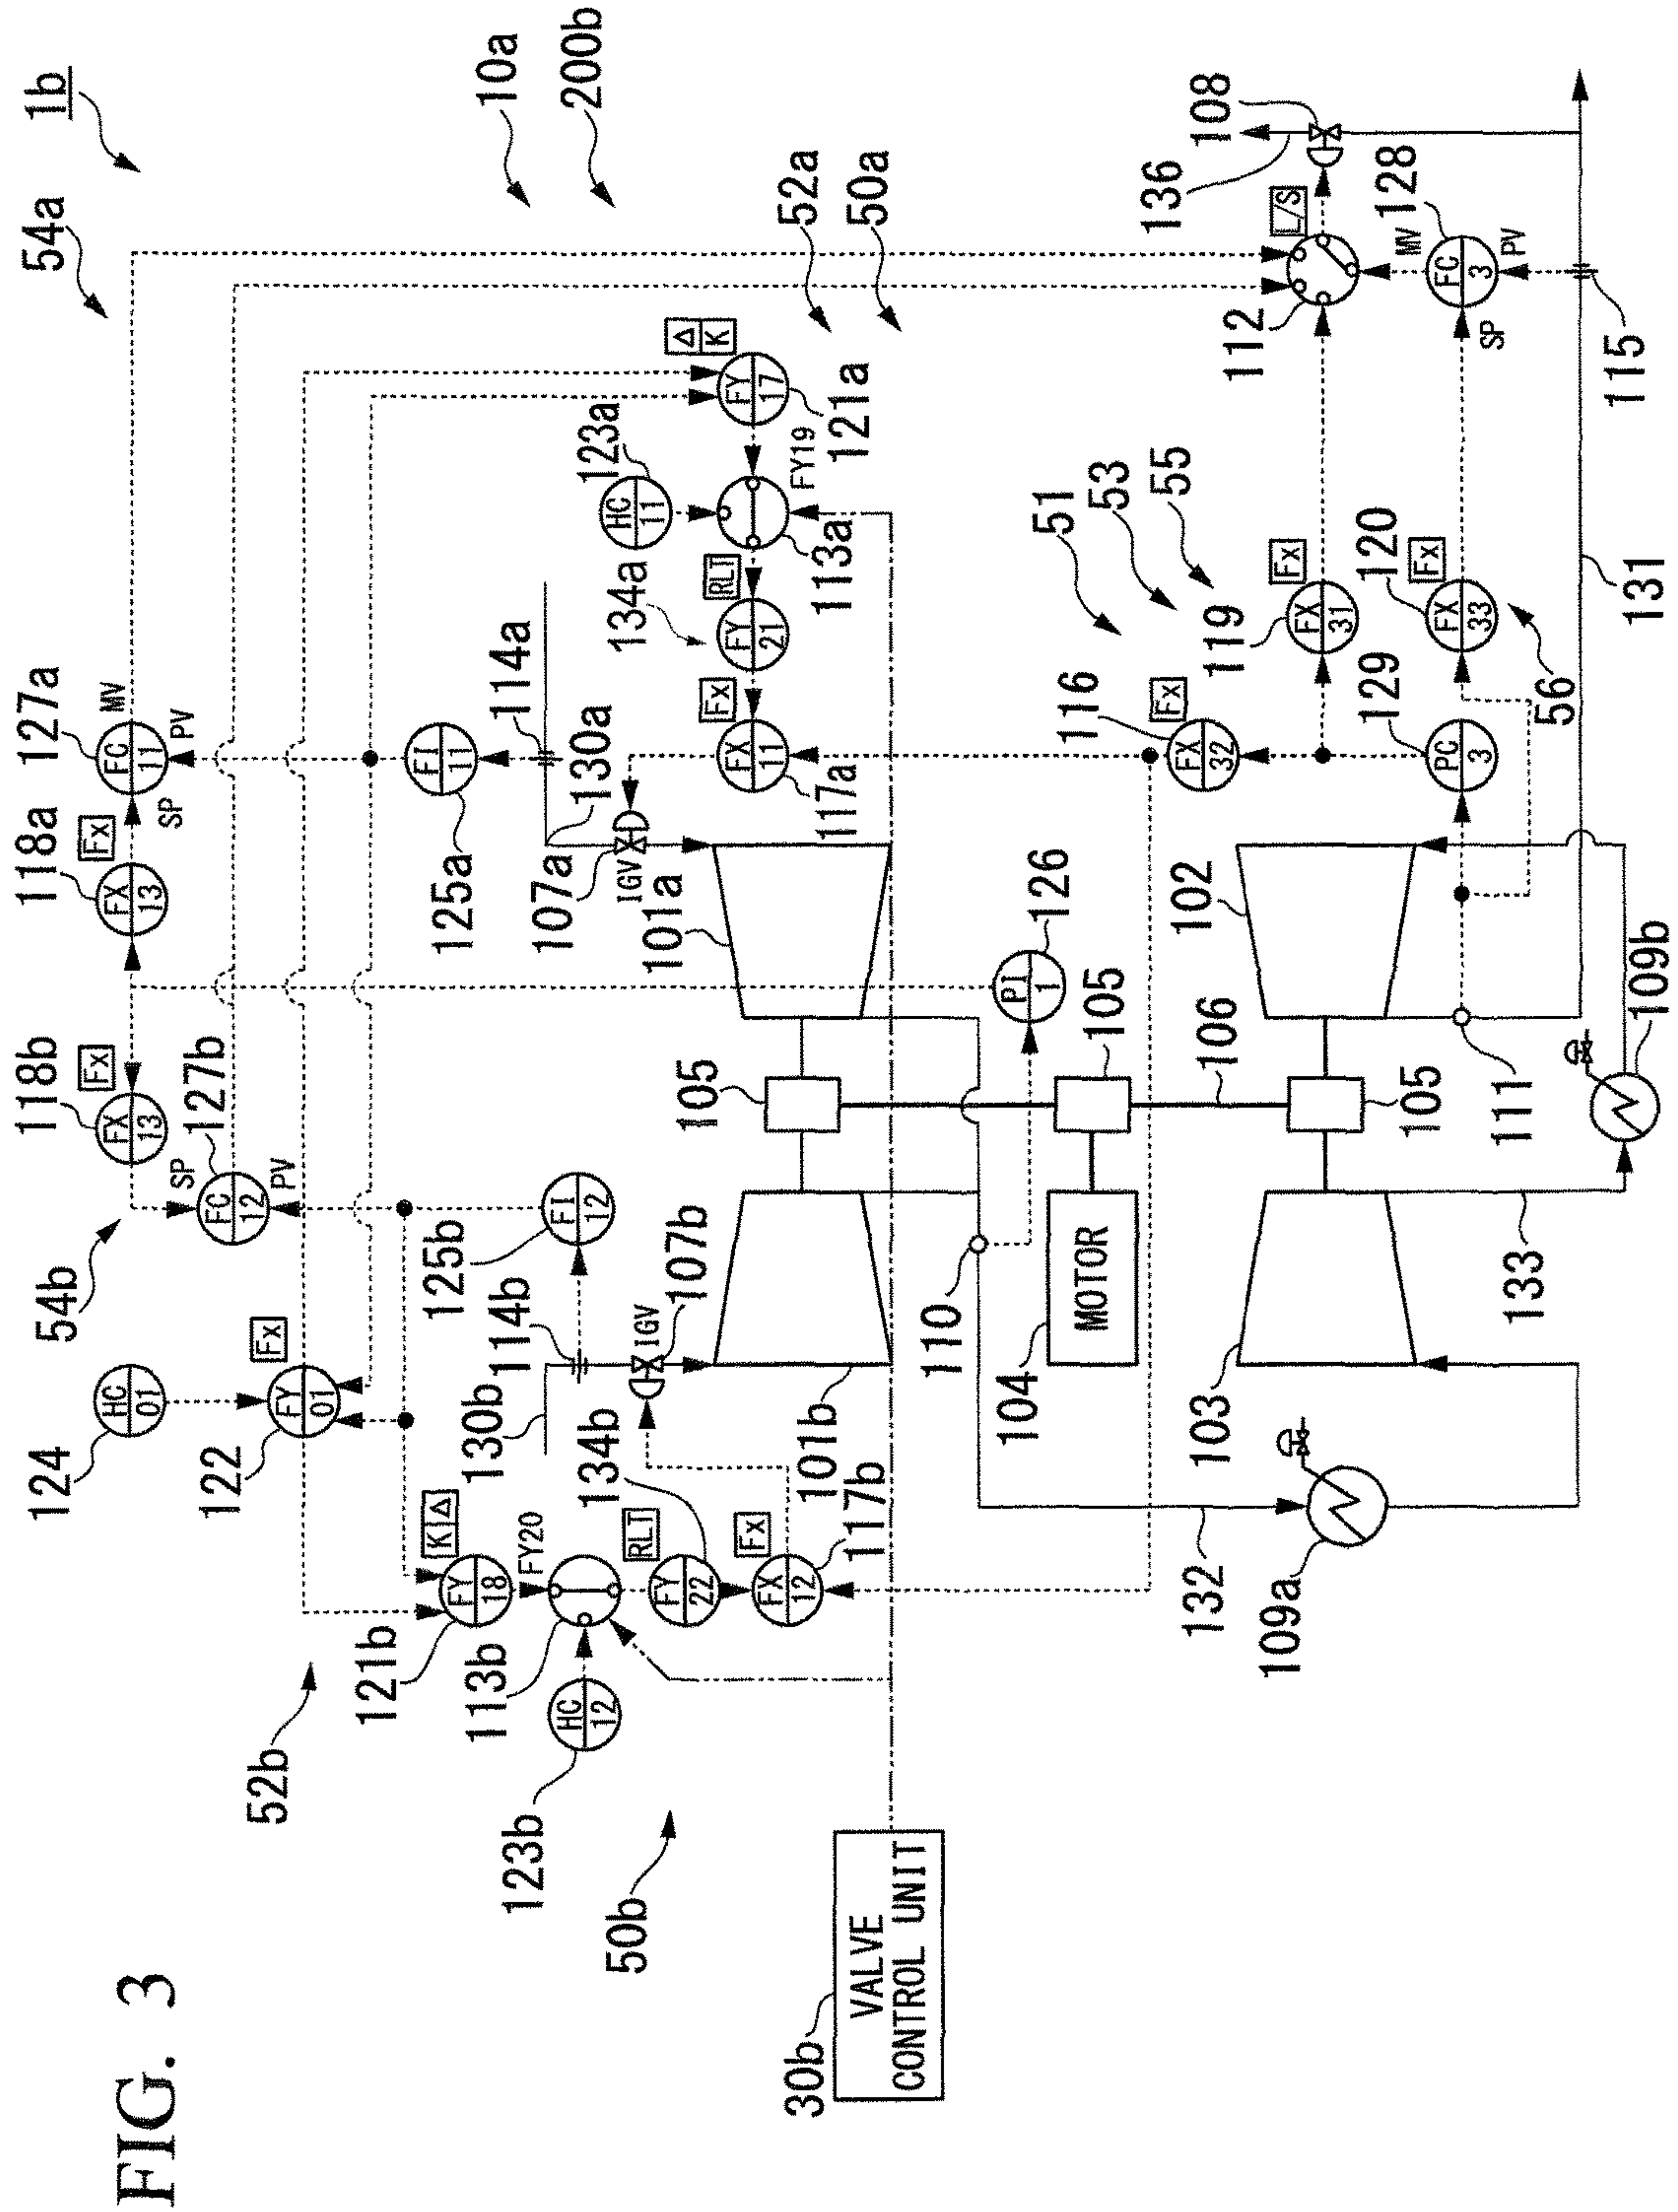 FIG. 3
1b
54a
10a
200b
52a
50a
127a
MV
FC
11
PV
SP
118a
Fx
FX
13
118b
Fx
FX
13
127b
SP
FC
12
PV
54b
124
HC
01
122
Fx
FY
01
52b
121b
K
Δ
FY
18
FY20
113b
123b
HC
12
50b
134b
RLT
FY
22
Fx
FX
12
117b
130b
114b
125b
FI
12
IGV
107b
101b
125a
FI
11
114a
130a
107a
IGV
101a
Δ
K
FY
17
121a
123a
HC
11
FY19
113a
RLT
134a
FY
21
Fx
FX
11
117a
105
30b
VALVE
CONTROL UNIT
110
126
PI
1
104
MOTOR
105
106
105
51
53
55
116
Fx
FX
32
119
Fx
FX
31
120
Fx
FX
33
56
129
PC
3
112
L/S
108
136
128
MV
FC
3
PV
SP
115
131
102
103
111
109b
133
132
109a